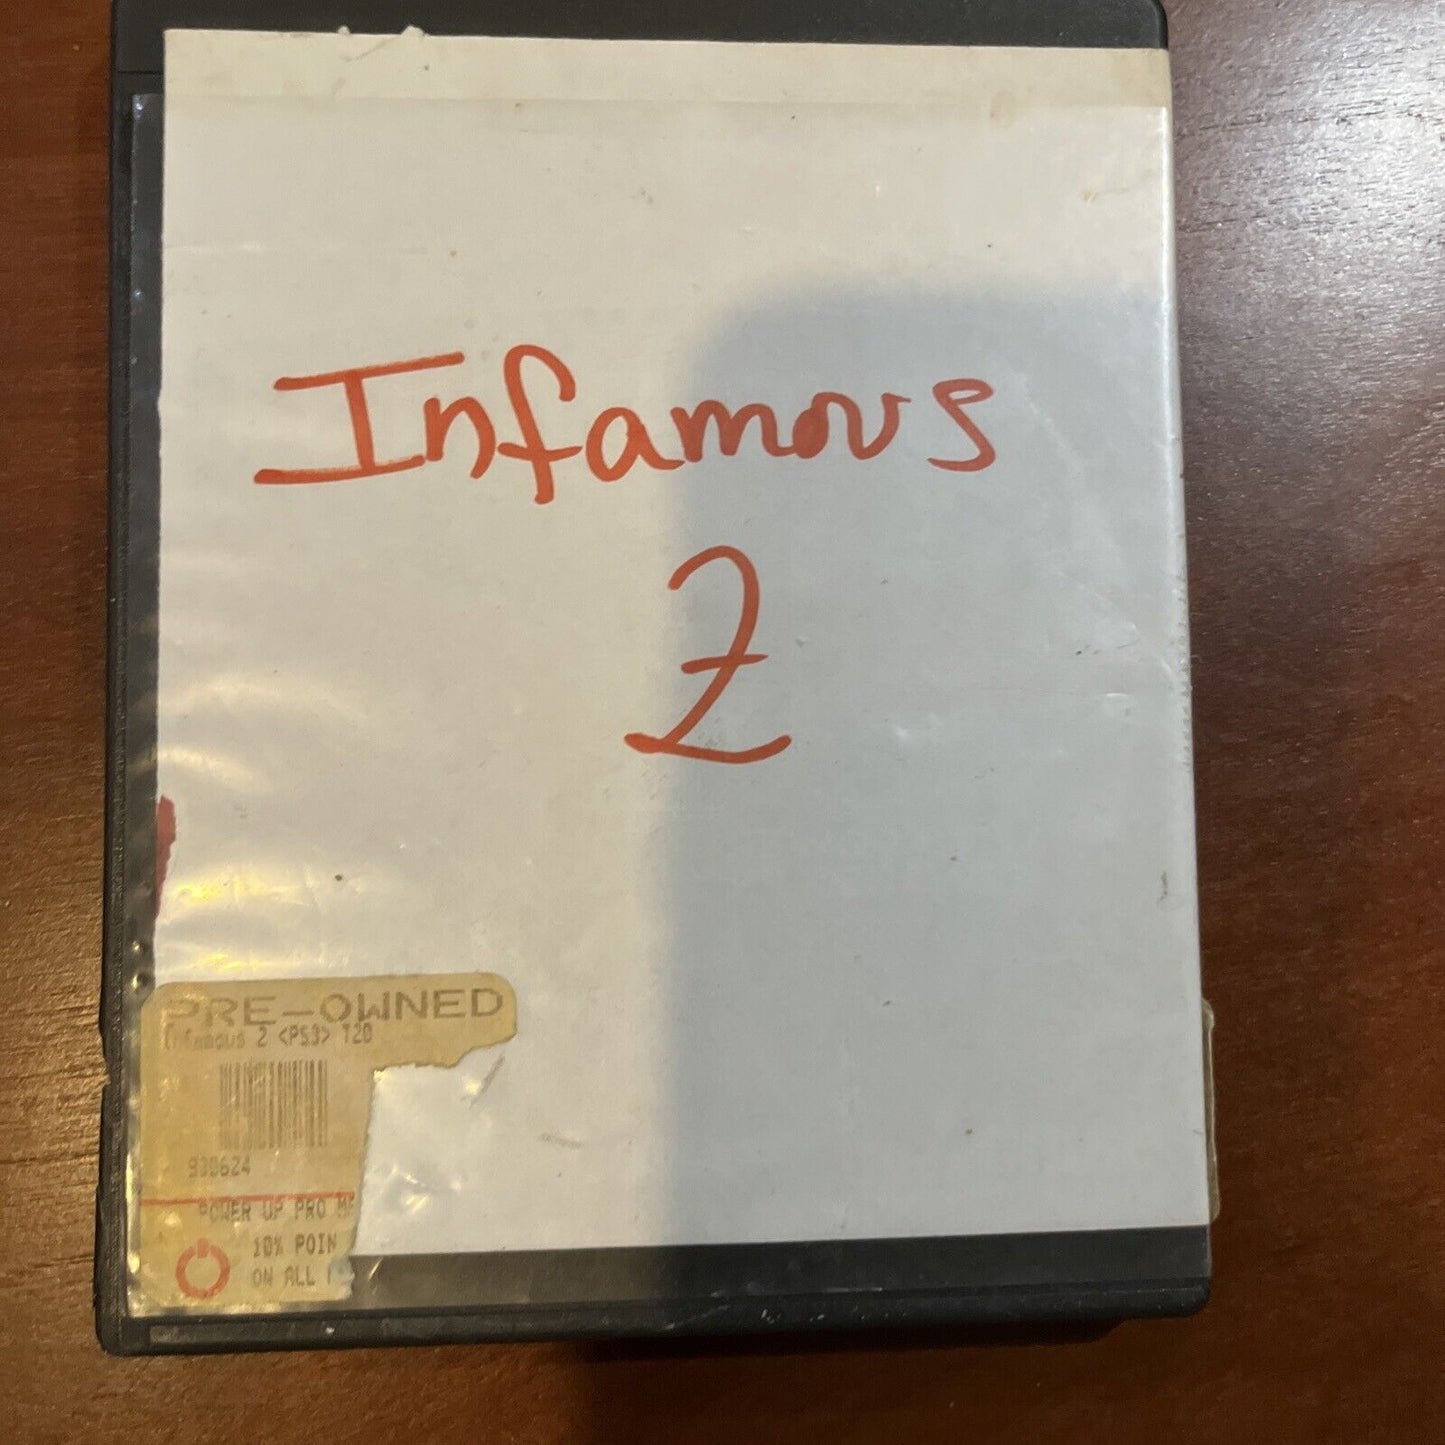 Infamous
2
PRE-OWNED
Infamous 2 <PS3> T20
930624
POWER UP PRO
10% POIN
ON ALL